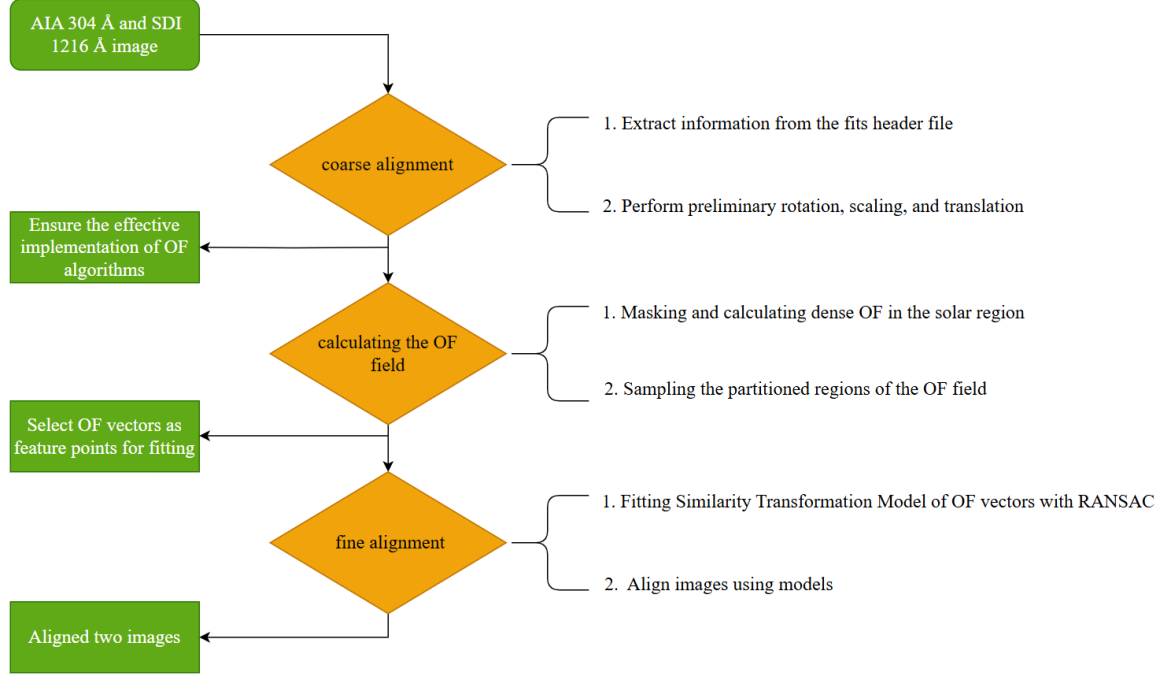 AIA 304 Å and SDI
1216 Å image
coarse alignment
1. Extract information from the fits header file
2. Perform preliminary rotation, scaling, and translation
Ensure the effective
implementation of OF
algorithms
calculating the OF
field
1. Masking and calculating dense OF in the solar region
2. Sampling the partitioned regions of the OF field
Select OF vectors as
feature points for fitting
fine alignment
1. Fitting Similarity Transformation Model of OF vectors with RANSAC
2. Align images using models
Aligned two images